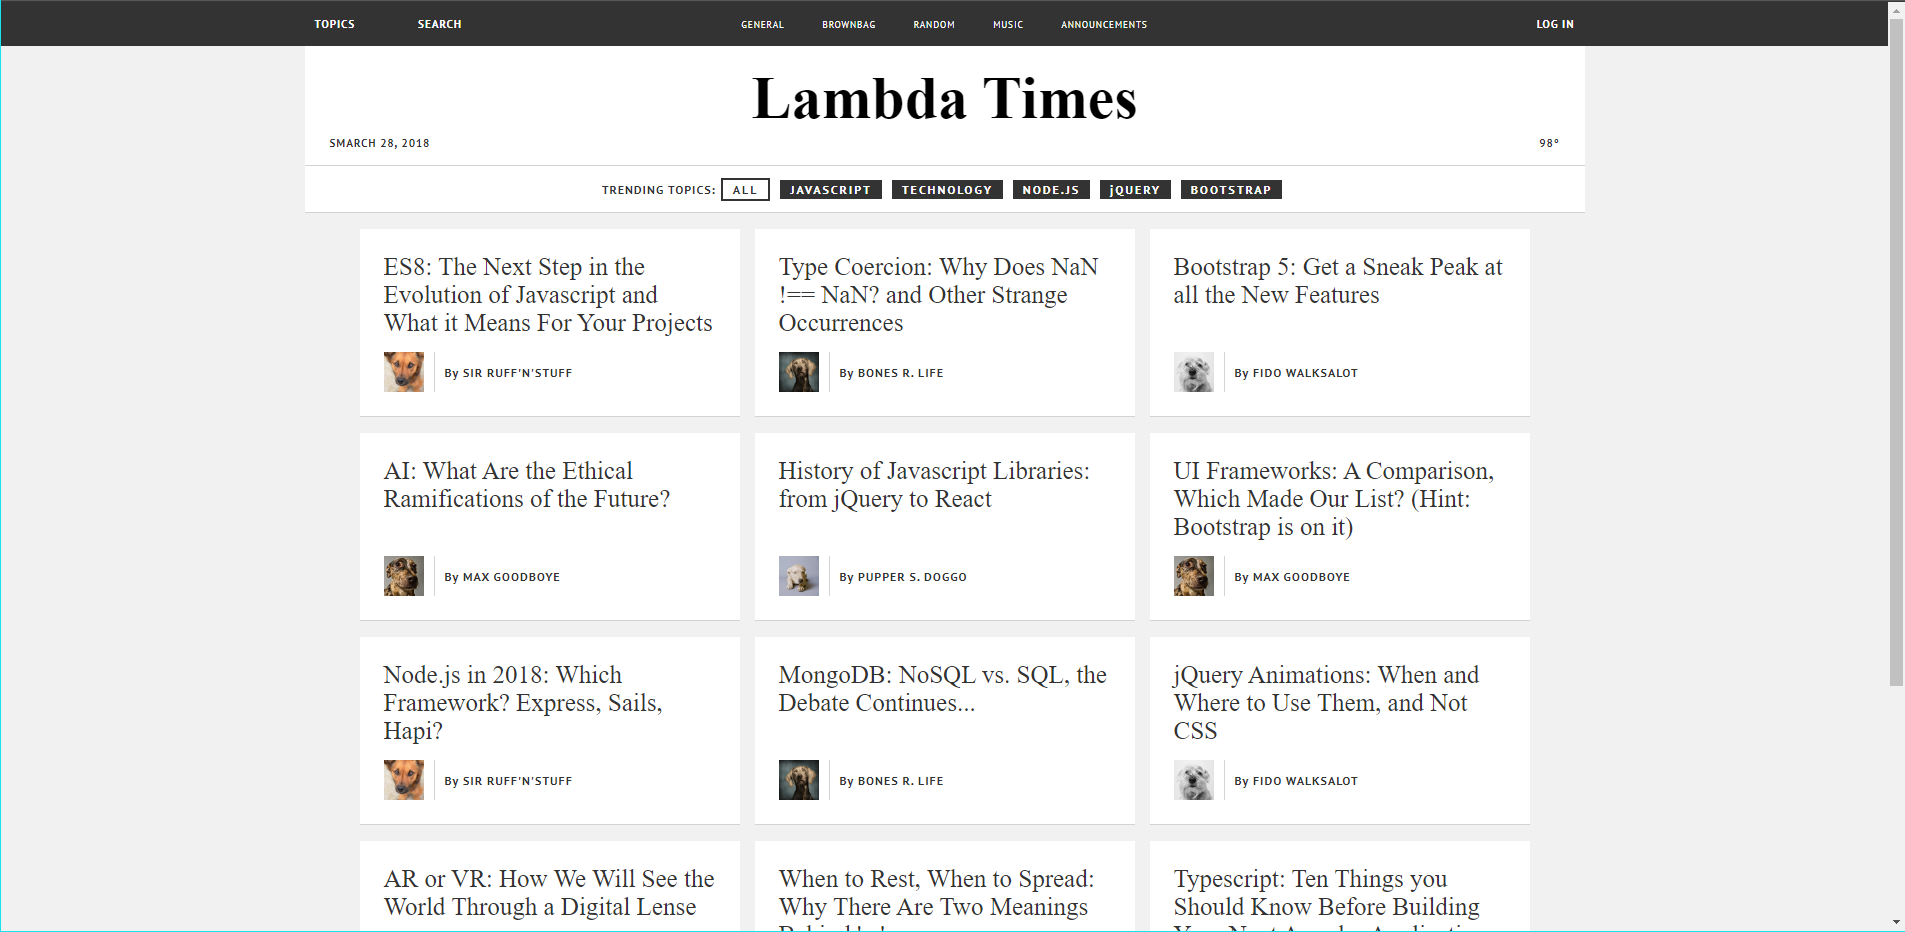 TOPICS SEARCH GENERAL BROWNBAG RANDOM MUSIC ANNOUNCEMENTS LOG IN
Lambda Times
SMARCH 28, 2018 98°
TRENDING TOPICS: ALL JAVASCRIPT TECHNOLOGY NODE.JS jQUERY BOOTSTRAP
ES8: The Next Step in the
Evolution of Javascript and
What it Means For Your Projects
By SIR RUFF'N'STUFF
Type Coercion: Why Does NaN
!== NaN? and Other Strange
Occurrences
By BONES R. LIFE
Bootstrap 5: Get a Sneak Peak at
all the New Features
By FIDO WALKSALOT
AI: What Are the Ethical
Ramifications of the Future?
By MAX GOODBOYE
History of Javascript Libraries:
from jQuery to React
By PUPPER S. DOGGO
UI Frameworks: A Comparison,
Which Made Our List? (Hint:
Bootstrap is on it)
By MAX GOODBOYE
Node.js in 2018: Which
Framework? Express, Sails,
Hapi?
By SIR RUFF'N'STUFF
MongoDB: NoSQL vs. SQL, the
Debate Continues...
By BONES R. LIFE
jQuery Animations: When and
Where to Use Them, and Not
CSS
By FIDO WALKSALOT
AR or VR: How We Will See the
World Through a Digital Lense
When to Rest, When to Spread:
Why There Are Two Meanings
Typescript: Ten Things you
Should Know Before Building